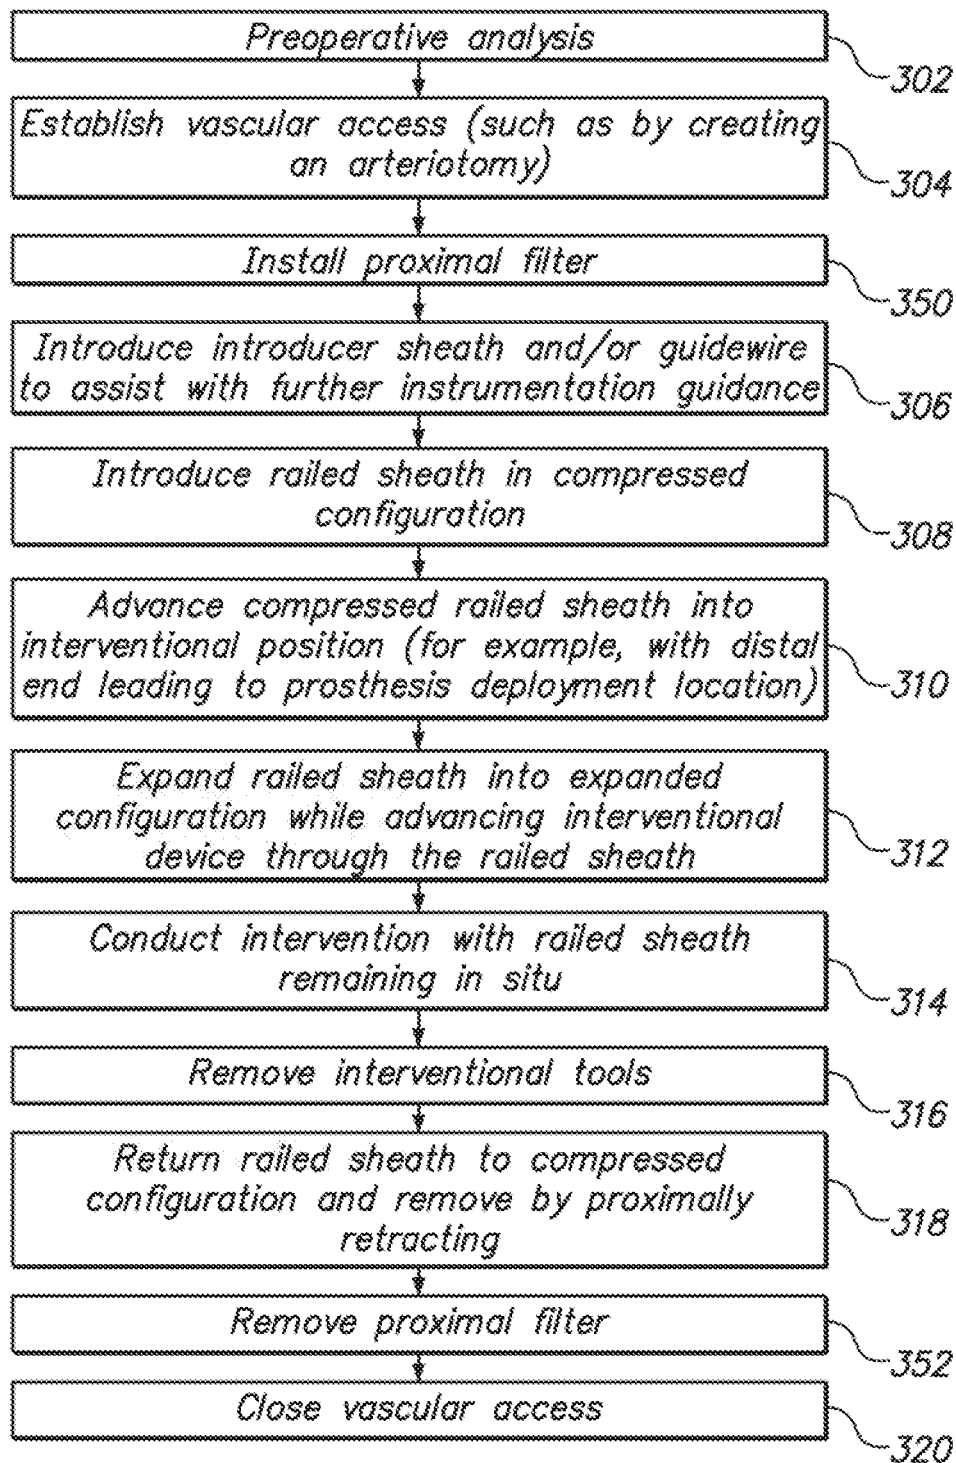 Preoperative analysis
302
Establish vascular access (such as by creating
an arteriotomy)
304
Install proximal filter
350
Introduce introducer sheath and/or guidewire
to assist with further instrumentation guidance
306
Introduce railed sheath in compressed
configuration
308
Advance compressed railed sheath into
interventional position (for example, with distal
end leading to prosthesis deployment location)
310
Expand railed sheath into expanded
configuration while advancing interventional
device through the railed sheath
312
Conduct intervention with railed sheath
remaining in situ
314
Remove interventional tools
316
Return railed sheath to compressed
configuration and remove by proximally
retracting
318
Remove proximal filter
352
Close vascular access
320